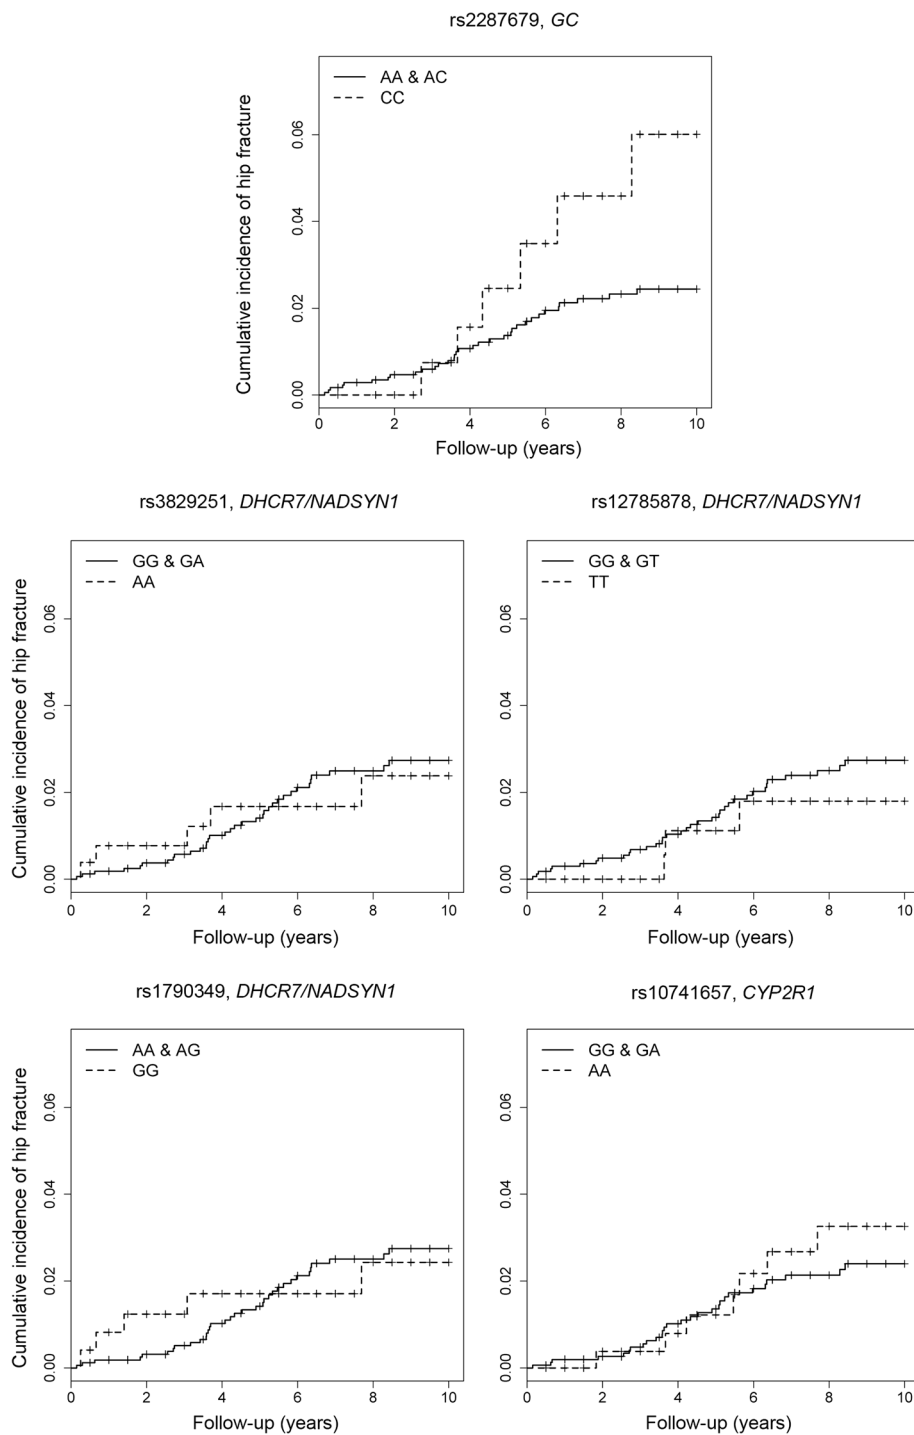 rs2287679, GC
AA & AC
CC
Cumulative incidence of hip fracture
0.00 0.02 0.04 0.06
0 2 4 6 8 10
Follow-up (years)
rs3829251, DHCR7/NADSYN1
GG & GA
AA
Cumulative incidence of hip fracture
0.00 0.02 0.04 0.06
0 2 4 6 8 10
Follow-up (years)
rs12785878, DHCR7/NADSYN1
GG & GT
TT
0.00 0.02 0.04 0.06
0 2 4 6 8 10
Follow-up (years)
rs1790349, DHCR7/NADSYN1
AA & AG
GG
Cumulative incidence of hip fracture
0.00 0.02 0.04 0.06
0 2 4 6 8 10
Follow-up (years)
rs10741657, CYP2R1
GG & GA
AA
0.00 0.02 0.04 0.06
0 2 4 6 8 10
Follow-up (years)